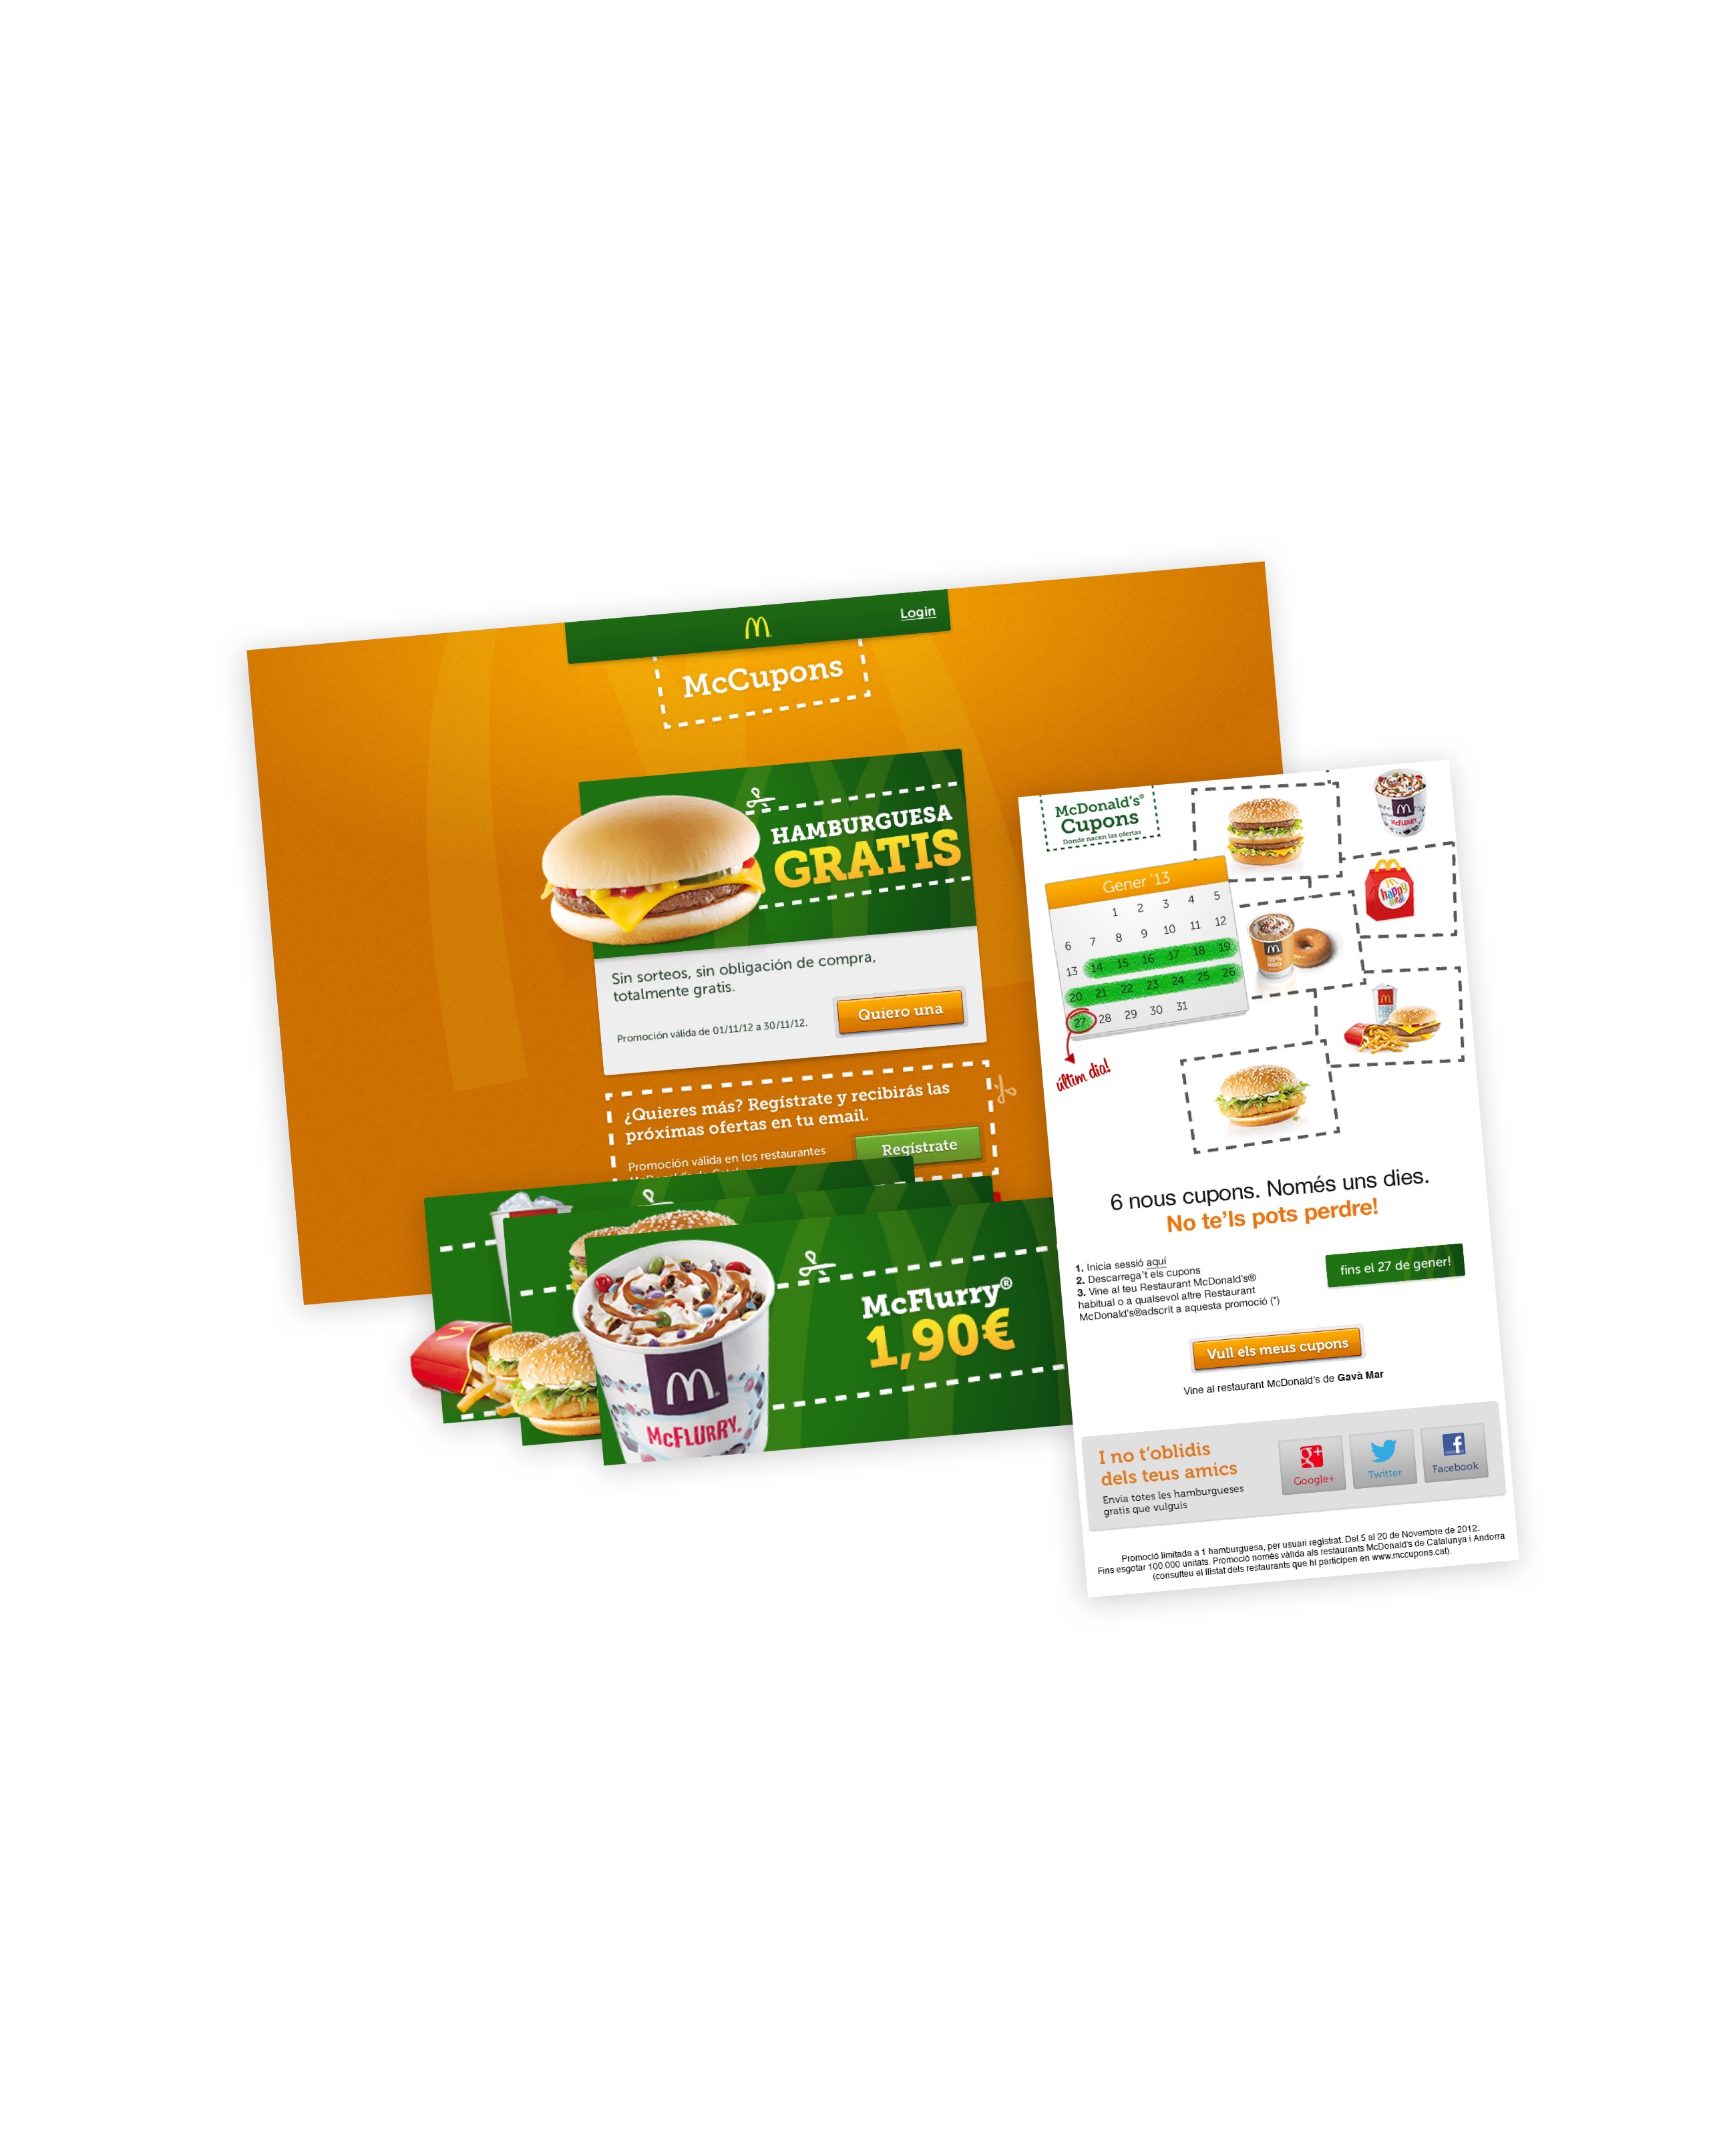 Login
McCupons
HAMBURGUESA
GRATIS
Sin sorteos, sin obligación de compra,
totalmente gratis.
Promoción válida de 01/11/12 a 30/11/12.
Quiero una
¿Quieres más? Regístrate y recibirás las
próximas ofertas en tu email.
Promoción válida en los restaurantes
Regístrate
McFlurry®
1,90€
McFLURRY
McDonald's®
Cupons
Donde nacen las ofertas
McFLURRY
happy
meal
Gener '13
1 2 3 4 5
6 7 8 9 10 11 12
13 14 15 16 17 18 19
20 21 22 23 24 25 26
27 28 29 30 31
últim dia!
6 nous cupons. Només uns dies.
No te'ls pots perdre!
1. Inicia sessió aquí
2. Descarrega't els cupons
3. Vine al teu Restaurant McDonald's®
habitual o a qualsevol altre Restaurant
McDonald's®adscrit a aquesta promoció (*)
fins el 27 de gener!
Vull els meus cupons
Vine al restaurant McDonald's de Gavà Mar
I no t'oblidis
dels teus amics
Envia totes les hamburgueses
gratis que vulguis
Google+
Twitter
Facebook
Promoció limitada a 1 hamburguesa, per usuari registrat. Del 5 al 20 de Novembre de 2012.
Fins esgotar 100.000 unitats. Promoció només vàlida als restaurants McDonald's de Catalunya i Andorra
(consulteu el llistat dels restaurants que hi participen en www.mccupons.cat).